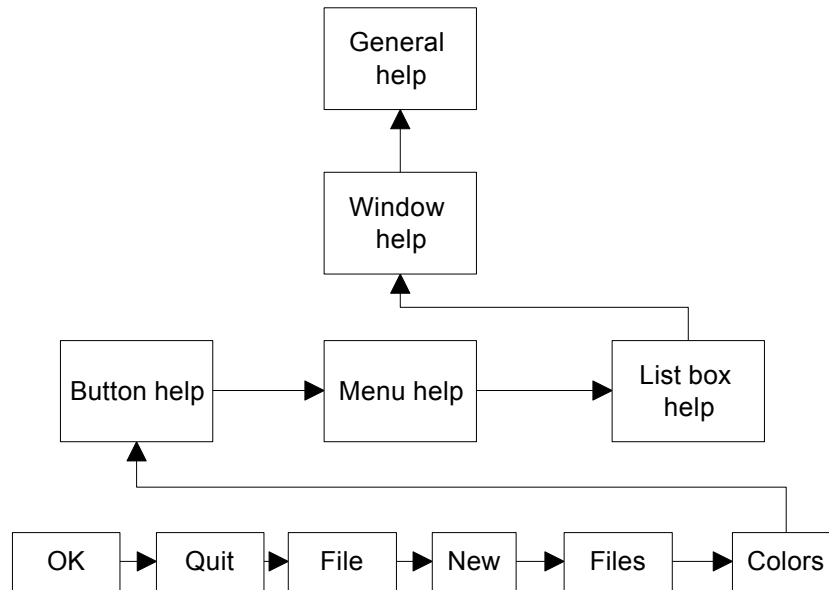 General
help
Window
help
Button help
Menu help
List box
help
OK
Quit
File
New
Files
Colors